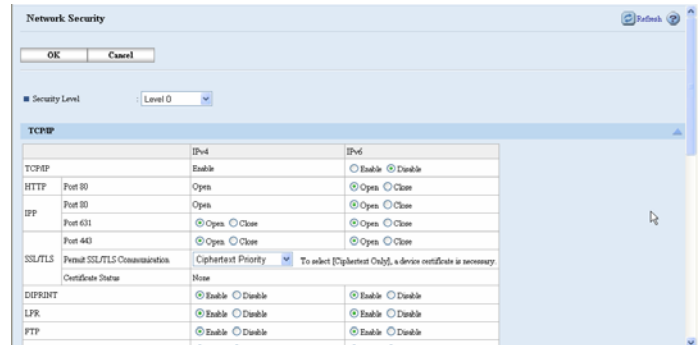 Network Security
Refresh ?
OK Cancel
Security Level : Level 0
TCP/IP
IPv4 IPv6
TCP/IP Enable Enable Disable
HTTP Port 80 Open Open Close
IPP Port 80 Open Open Close
Port 631 Open Close Open Close
SSL/TLS Port 443 Open Close Open Close
Permit SSL/TLS Communication Ciphertext Priority To select [Ciphertext Only], a device certificate is necessary.
Certificate Status None
DIPRINT Enable Disable Enable Disable
LPR Enable Disable Enable Disable
FTP Enable Disable Enable Disable